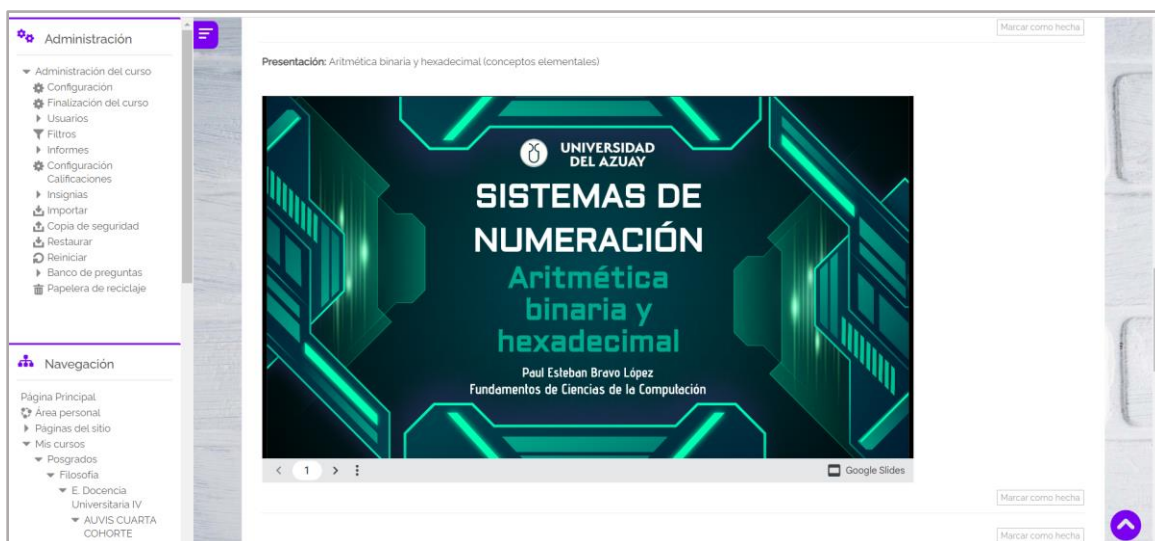 Administración
Administración del curso
Configuración
Finalización del curso
Usuarios
Filtros
Informes
Configuración
Calificaciones
Insignias
Importar
Copia de seguridad
Restaurar
Reiniciar
Banco de preguntas
Papelera de reciclaje
Navegación
Página Principal
Área personal
Páginas del sitio
Mis cursos
Posgrados
Filosofía
E. Docencia
Universitaria IV
AUVIS CUARTA
COHORTE
Marcar como hecha
Presentación: Aritmética binaria y hexadecimal (conceptos elementales)
UNIVERSIDAD
DEL AZUAY
SISTEMAS DE
NUMERACIÓN
Aritmética
binaria y
hexadecimal
Paul Esteban Bravo López
Fundamentos de Ciencias de la Computación
1
Google Slides
Marcar como hecha
Marcar como hecha